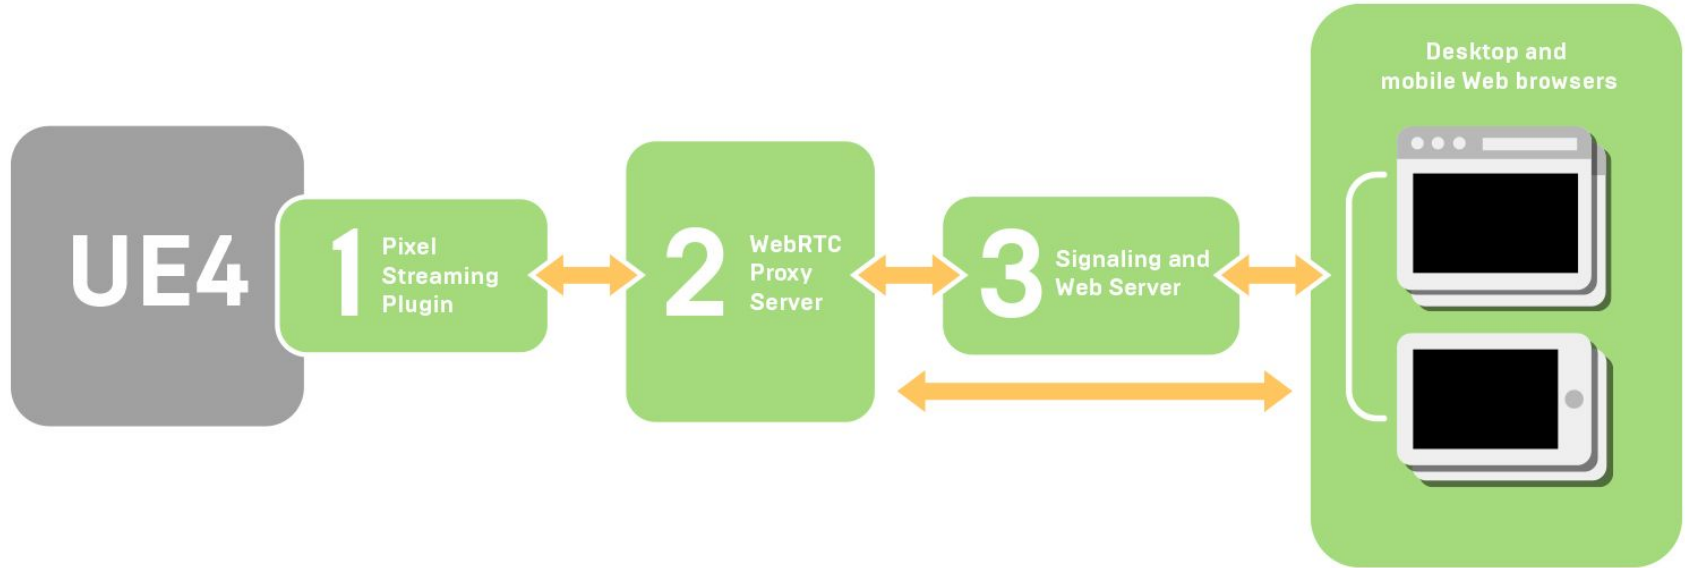 UE4
1
Pixel
Streaming
Plugin
2
WebRTC
Proxy
Server
3
Signaling and
Web Server
Desktop and
mobile Web browsers